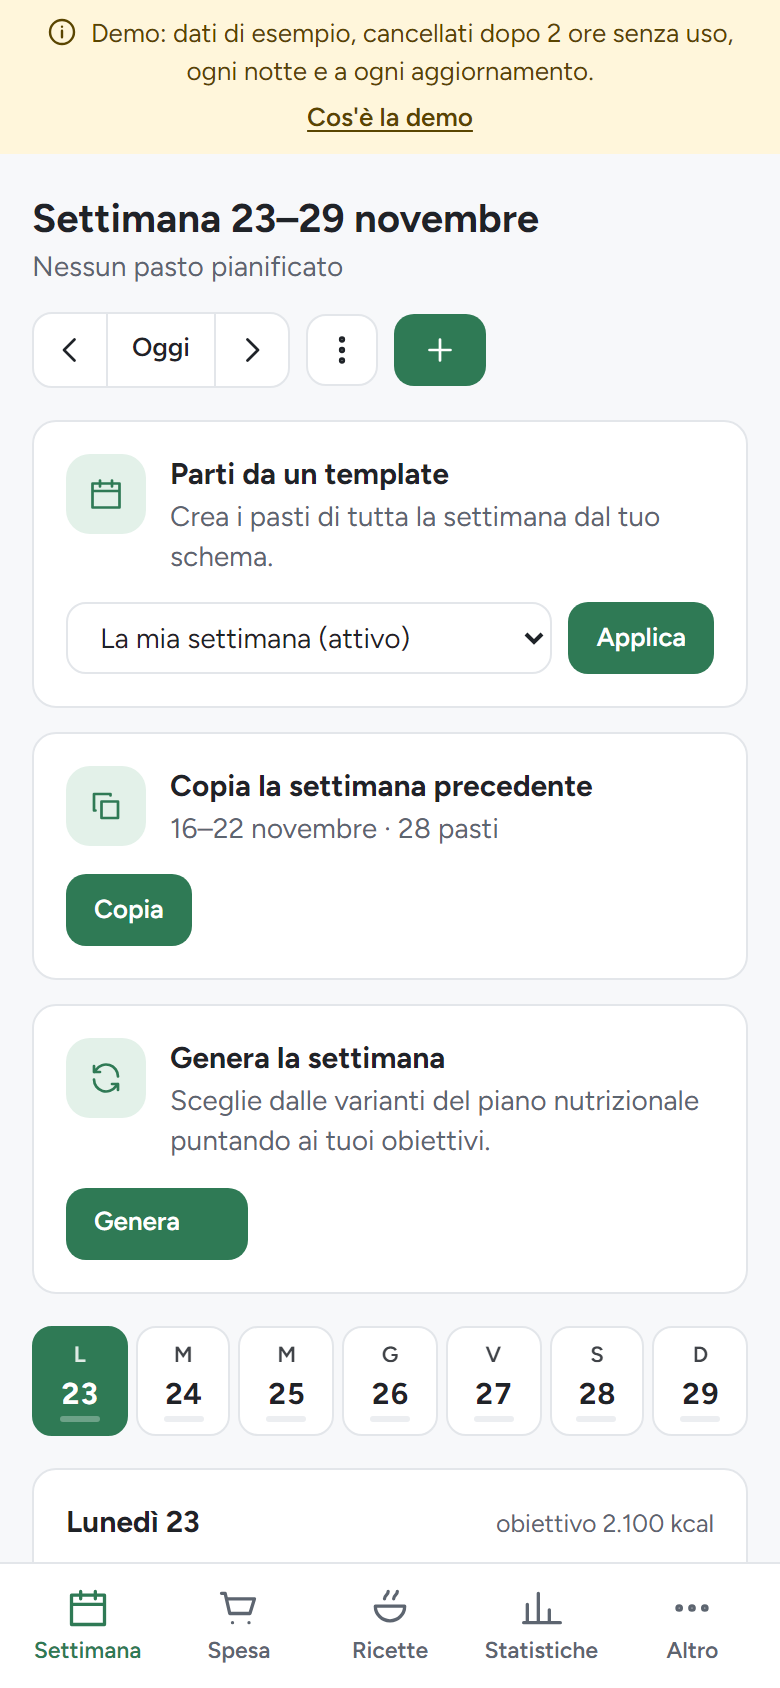 Demo: dati di esempio, cancellati dopo 2 ore senza uso,
ogni notte e a ogni aggiornamento.
Cos'è la demo
Settimana 23–29 novembre
Nessun pasto pianificato
Oggi
Parti da un template
Crea i pasti di tutta la settimana dal tuo
schema.
La mia settimana (attivo)
Applica
Copia la settimana precedente
16–22 novembre · 28 pasti
Copia
Genera la settimana
Sceglie dalle varianti del piano nutrizionale
puntando ai tuoi obiettivi.
Genera
L M M G V S D
23 24 25 26 27 28 29
Lunedì 23 obiettivo 2.100 kcal
Settimana Spesa Ricette Statistiche Altro